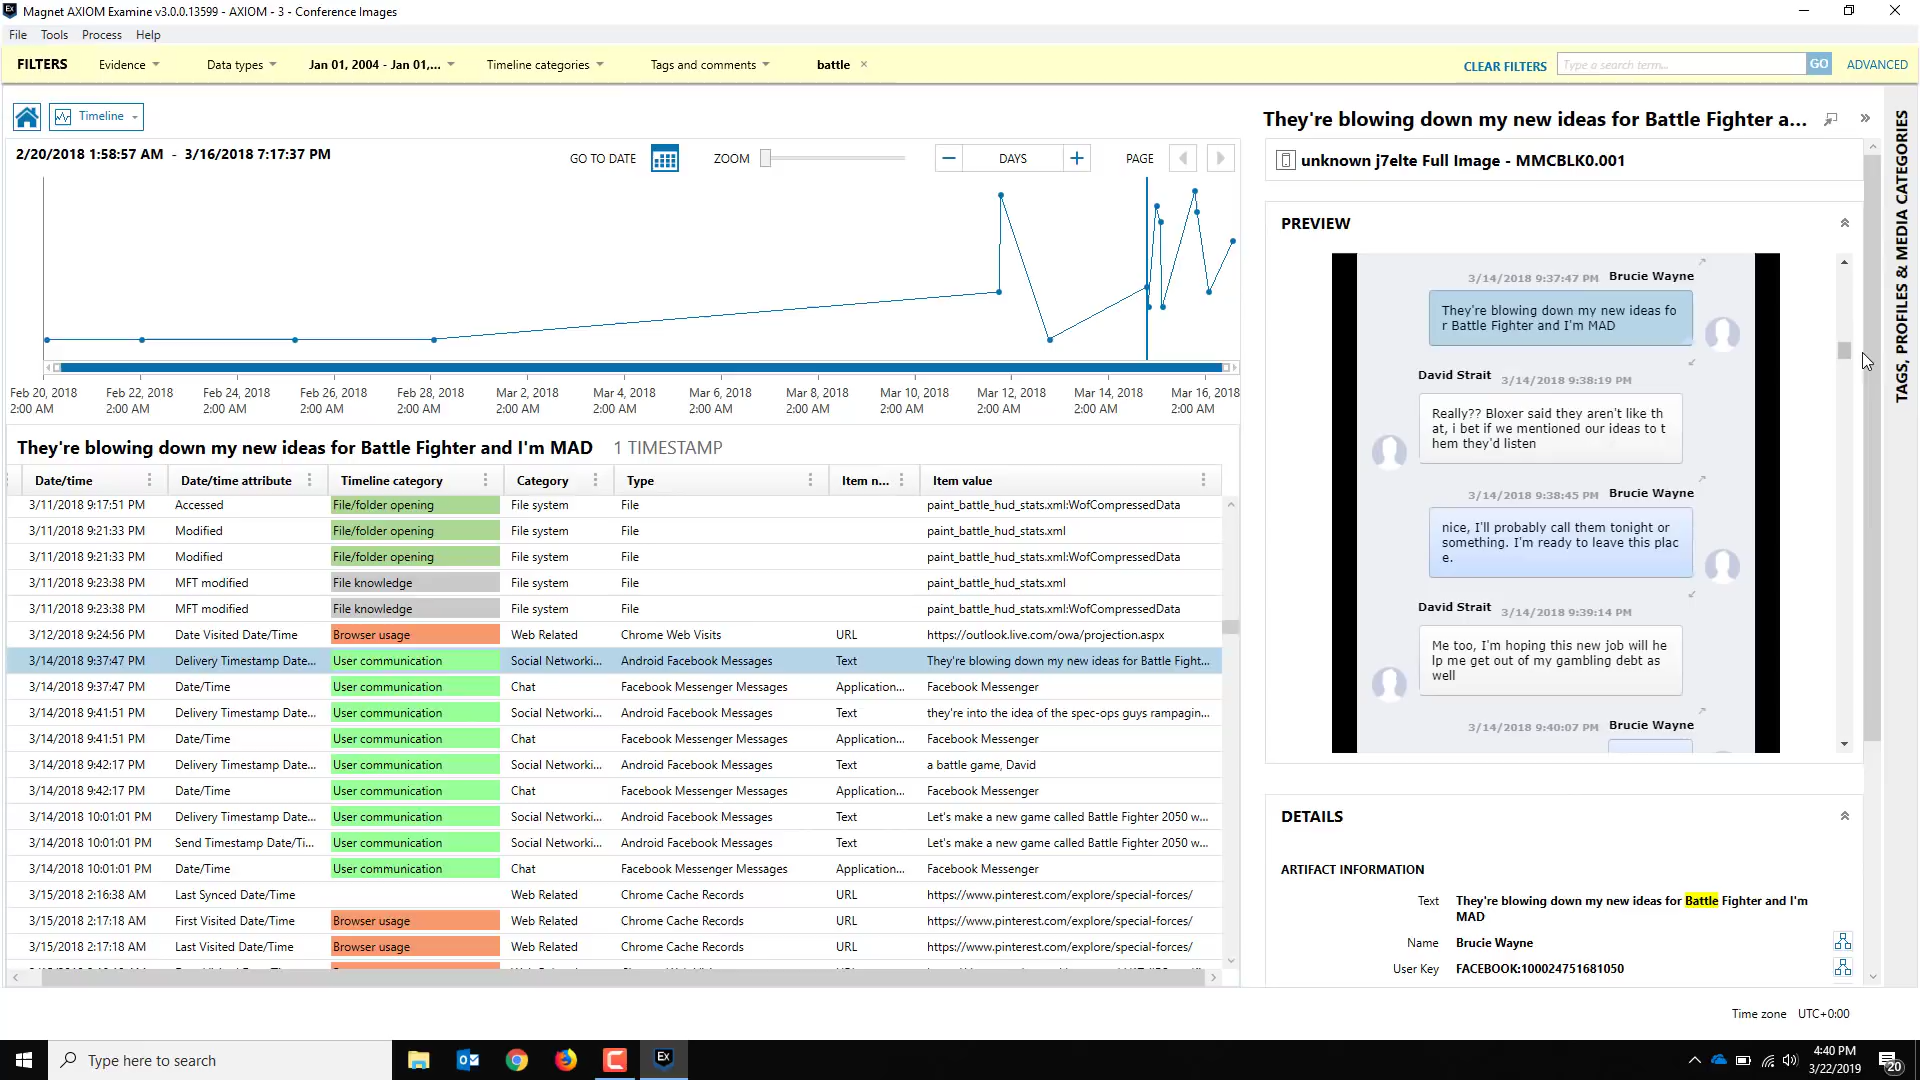 Magnet AXIOM Examine v3.0.0.13599 - AXIOM - 3 - Conference Images
File Tools Process Help
FILTERS Evidence Data types Jan 01, 2004 - Jan 01,... Timeline categories Tags and comments battle × CLEAR FILTERS Type a search term... GO ADVANCED
Timeline
2/20/2018 1:58:57 AM - 3/16/2018 7:17:37 PM GO TO DATE ZOOM DAYS PAGE
Feb 20, 2018 Feb 22, 2018 Feb 24, 2018 Feb 26, 2018 Feb 28, 2018 Mar 2, 2018 Mar 4, 2018 Mar 6, 2018 Mar 8, 2018 Mar 10, 2018 Mar 12, 2018 Mar 14, 2018 Mar 16, 2018
2:00 AM 2:00 AM 2:00 AM 2:00 AM 2:00 AM 2:00 AM 2:00 AM 2:00 AM 2:00 AM 2:00 AM 2:00 AM 2:00 AM 2:00 AM
They're blowing down my new ideas for Battle Fighter and I'm MAD 1 TIMESTAMP
Date/time Date/time attribute Timeline category Category Type Item n... Item value
3/11/2018 9:17:51 PM Accessed File/folder opening File system File paint_battle_hud_stats.xml:WofCompressedData
3/11/2018 9:21:33 PM Modified File/folder opening File system File paint_battle_hud_stats.xml
3/11/2018 9:21:33 PM Modified File/folder opening File system File paint_battle_hud_stats.xml:WofCompressedData
3/11/2018 9:23:38 PM MFT modified File knowledge File system File paint_battle_hud_stats.xml
3/11/2018 9:23:38 PM MFT modified File knowledge File system File paint_battle_hud_stats.xml:WofCompressedData
3/12/2018 9:24:56 PM Date Visited Date/Time Browser usage Web Related Chrome Web Visits URL https://outlook.live.com/owa/projection.aspx
3/14/2018 9:37:47 PM Delivery Timestamp Date... User communication Social Networki... Android Facebook Messages Text They're blowing down my new ideas for Battle Fight...
3/14/2018 9:37:47 PM Date/Time User communication Chat Facebook Messenger Messages Application... Facebook Messenger
3/14/2018 9:41:51 PM Delivery Timestamp Date... User communication Social Networki... Android Facebook Messages Text they're into the idea of the spec-ops guys rampagin...
3/14/2018 9:41:51 PM Date/Time User communication Chat Facebook Messenger Messages Application... Facebook Messenger
3/14/2018 9:42:17 PM Delivery Timestamp Date... User communication Social Networki... Android Facebook Messages Text a battle game, David
3/14/2018 9:42:17 PM Date/Time User communication Chat Facebook Messenger Messages Application... Facebook Messenger
3/14/2018 10:01:01 PM Delivery Timestamp Date... User communication Social Networki... Android Facebook Messages Text Let's make a new game called Battle Fighter 2050 w...
3/14/2018 10:01:01 PM Send Timestamp Date/Ti... User communication Social Networki... Android Facebook Messages Text Let's make a new game called Battle Fighter 2050 w...
3/14/2018 10:01:01 PM Date/Time User communication Chat Facebook Messenger Messages Application... Facebook Messenger
3/15/2018 2:16:38 AM Last Synced Date/Time Web Related Chrome Cache Records URL https://www.pinterest.com/explore/special-forces/
3/15/2018 2:17:18 AM First Visited Date/Time Browser usage Web Related Chrome Cache Records URL https://www.pinterest.com/explore/special-forces/
3/15/2018 2:17:18 AM Last Visited Date/Time Browser usage Web Related Chrome Cache Records URL https://www.pinterest.com/explore/special-forces/
They're blowing down my new ideas for Battle Fighter a...
unknown j7elte Full Image - MMCBLK0.001
PREVIEW
3/14/2018 9:37:47 PM Brucie Wayne
They're blowing down my new ideas fo
r Battle Fighter and I'm MAD
David Strait 3/14/2018 9:38:19 PM
Really?? Bloxer said they aren't like th
at, i bet if we mentioned our ideas to t
hem they'd listen
3/14/2018 9:38:45 PM Brucie Wayne
nice, I'll probably call them tonight or
something. I'm ready to leave this plac
e.
David Strait 3/14/2018 9:39:14 PM
Me too, I'm hoping this new job will he
lp me get out of my gambling debt as
well
3/14/2018 9:40:07 PM Brucie Wayne
DETAILS
ARTIFACT INFORMATION
Text They're blowing down my new ideas for Battle Fighter and I'm
MAD
Name Brucie Wayne
User Key FACEBOOK:100024751681050
TAGS, PROFILES & MEDIA CATEGORIES
Time zone UTC+0:00
Type here to search
Ex
4:40 PM
3/22/2019
20